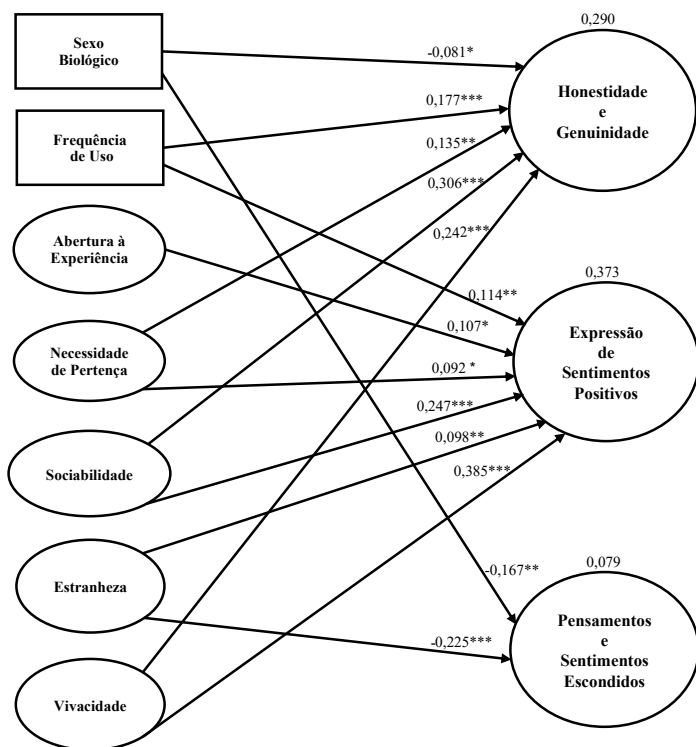 0,290
Sexo
Biológico
-0,081*
Honestidade
e
Genuinidade
0,177***
Frequência
de Uso
0,135**
0,306***
0,242***
Abertura à
Experiência
0,373
0,114**
0,107*
Expressão
de
Sentimentos
Positivos
Necessidade
de Pertença
0,092 *
0,247***
0,098**
0,385***
Sociabilidade
0,079
-0,167**
Estranheza
Pensamentos
e
Sentimentos
Escondidos
-0,225***
Vivacidade